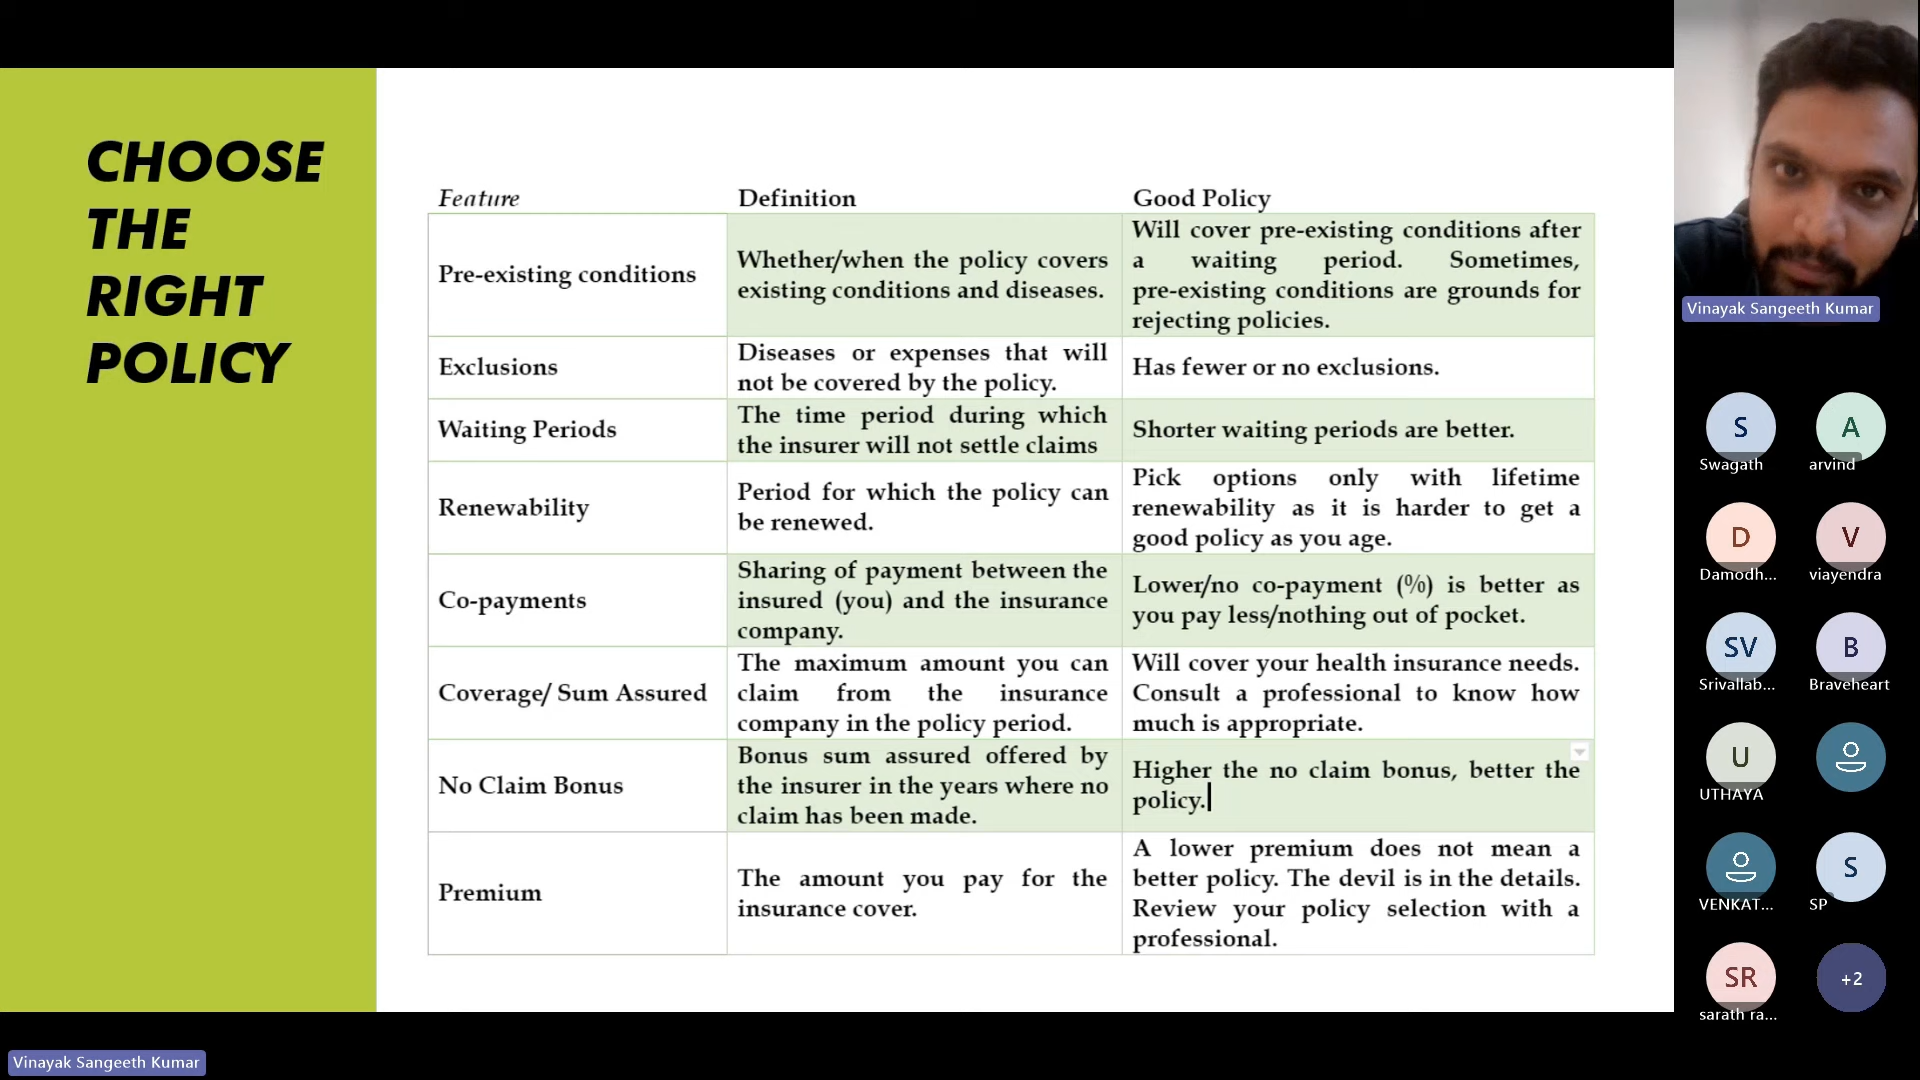 CHOOSE
THE
RIGHT
POLICY
Feature Definition Good Policy
Pre-existing conditions
Whether/when the policy covers
existing conditions and diseases.
Will cover pre-existing conditions after
a waiting period. Sometimes,
pre-existing conditions are grounds for
rejecting policies.
Exclusions
Diseases or expenses that will
not be covered by the policy.
Has fewer or no exclusions.
Waiting Periods
The time period during which
the insurer will not settle claims
Shorter waiting periods are better.
Renewability
Period for which the policy can
be renewed.
Pick options only with lifetime
renewability as it is harder to get a
good policy as you age.
Co-payments
Sharing of payment between the
insured (you) and the insurance
company.
Lower/no co-payment (%) is better as
you pay less/nothing out of pocket.
Coverage/ Sum Assured
The maximum amount you can
claim from the insurance
company in the policy period.
Will cover your health insurance needs.
Consult a professional to know how
much is appropriate.
No Claim Bonus
Bonus sum assured offered by
the insurer in the years where no
claim has been made.
Higher the no claim bonus, better the
policy.
Premium
The amount you pay for the
insurance cover.
A lower premium does not mean a
better policy. The devil is in the details.
Review your policy selection with a
professional.
Vinayak Sangeeth Kumar
S A
Swagath arvind
D V
Damodh... viayendra
SV B
Srivallab... Braveheart
U
UTHAYA
S
VENKAT... SP
SR +2
sarath ra...
Vinayak Sangeeth Kumar